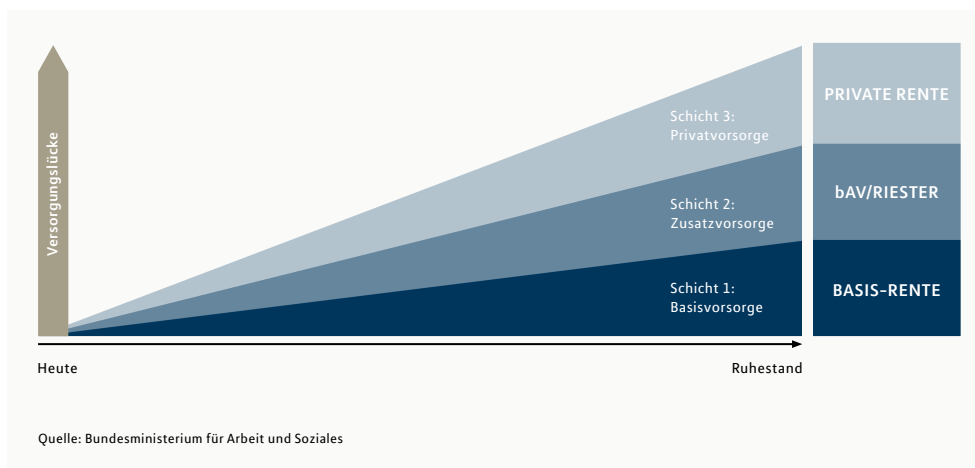 Versorgungslücke
Schicht 3:
Privatvorsorge
PRIVATE RENTE
Schicht 2:
Zusatzvorsorge
bAV/RIESTER
Schicht 1:
Basisvorsorge
BASIS-RENTE
Heute
Ruhestand
Quelle: Bundesministerium für Arbeit und Soziales